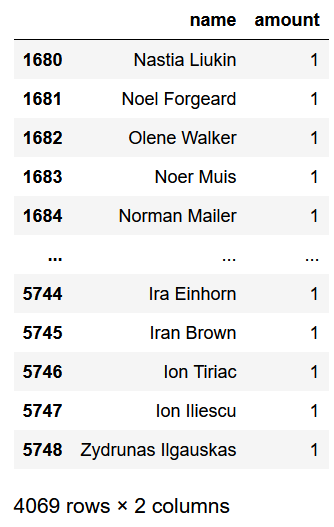 name amount
1680 Nastia Liukin 1
1681 Noel Forgeard 1
1682 Olene Walker 1
1683 Noer Muis 1
1684 Norman Mailer 1
... ... ...
5744 Ira Einhorn 1
5745 Iran Brown 1
5746 Ion Tiriac 1
5747 Ion Iliescu 1
5748 Zydrunas Ilgauskas 1
4069 rows × 2 columns